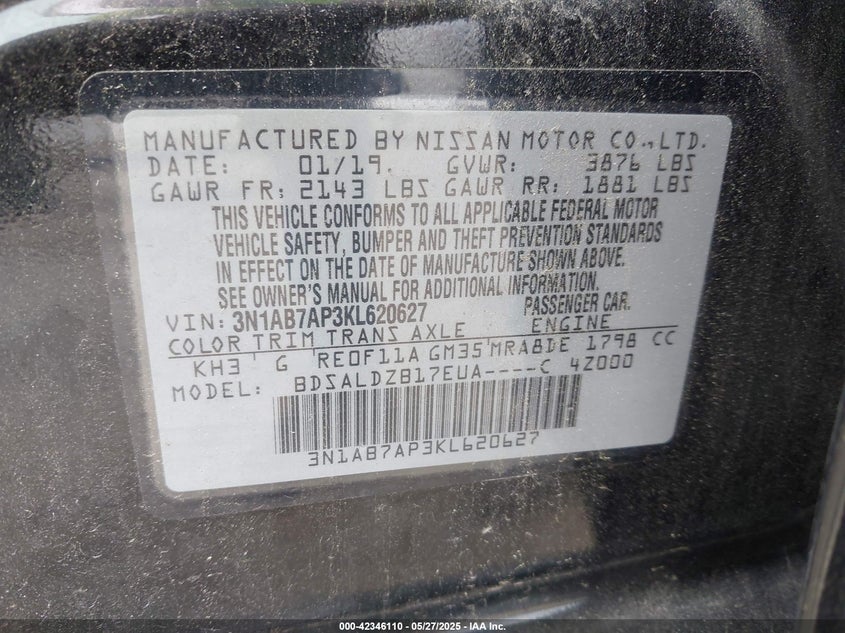 MANUFACTURED BY NISSAN MOTOR CO.,LTD.
DATE: 01/19. GVWR: 3876 LBS
GAWR FR: 2143 LBS GAWR RR: 1881 LBS
THIS VEHICLE CONFORMS TO ALL APPLICABLE FEDERAL MOTOR
VEHICLE SAFETY, BUMPER AND THEFT PREVENTION STANDARDS
IN EFFECT ON THE DATE OF MANUFACTURE SHOWN ABOVE.
SEE OWNER'S MANUAL FOR ADDITIONAL INFORMATION.
VIN: 3N1AB7AP3KL620627 PASSENGER CAR.
COLOR TRIM TRANS AXLE ENGINE
KH3 G RE0F11A GM35 MRA8DE 1798 CC
MODEL: BDSALDZB17EUA----C 4Z000
3N1AB7AP3KL620627
000-42346110 — 05/27/2025 — IAA Inc.